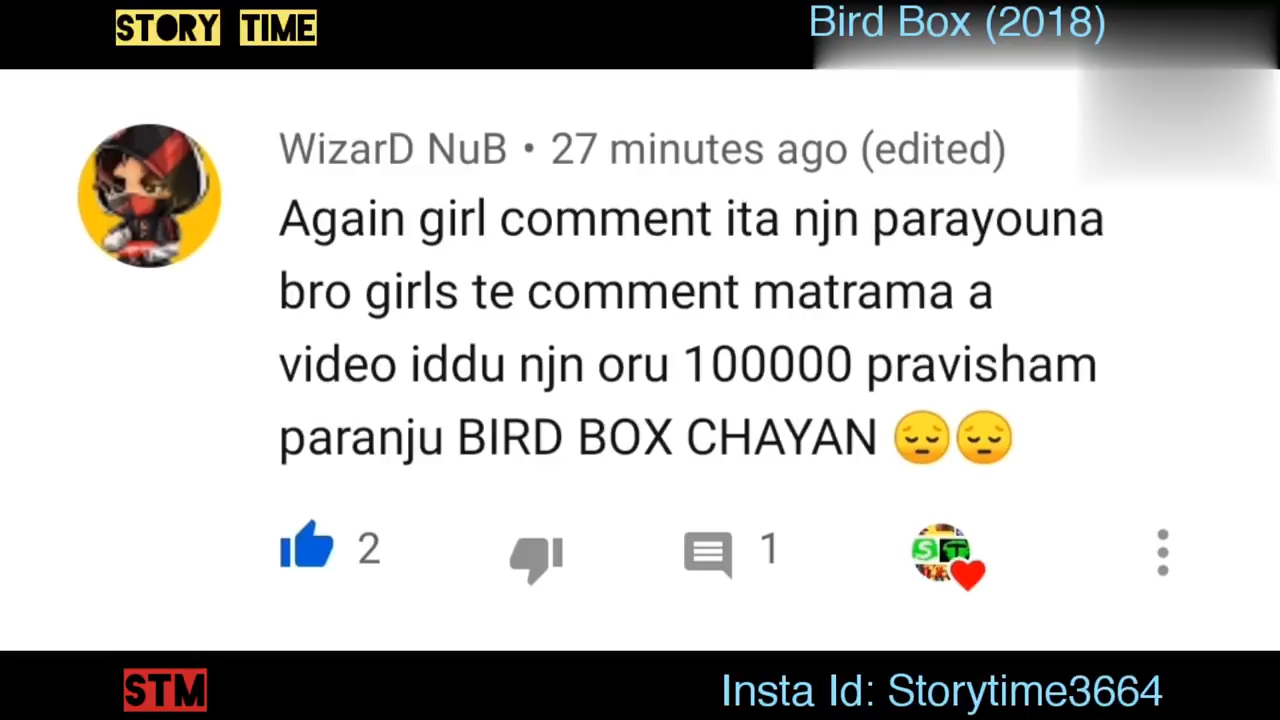 STORY TIME
Bird Box (2018)
WizarD NuB • 27 minutes ago (edited)
Again girl comment ita njn parayouna
bro girls te comment matrama a
video iddu njn oru 100000 pravisham
paranju BIRD BOX CHAYAN 😔😔
2
1
ST
STM
Insta Id: Storytime3664